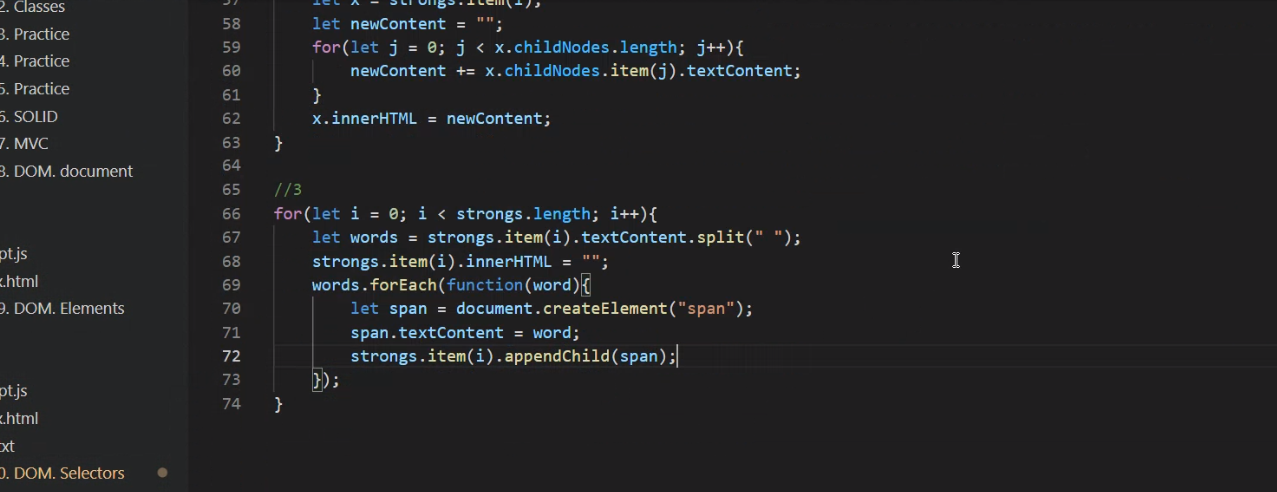 2. Classes
3. Practice
4. Practice
5. Practice
6. SOLID
7. MVC
8. DOM. document
pt.js
x.html
9. DOM. Elements
pt.js
x.html
txt
0. DOM. Selectors
57 let x = strongs.item(i);
58 let newContent = "";
59 for(let j = 0; j < x.childNodes.length; j++){
60 newContent += x.childNodes.item(j).textContent;
61 }
62 x.innerHTML = newContent;
63 }
64
65 //3
66 for(let i = 0; i < strongs.length; i++){
67 let words = strongs.item(i).textContent.split(" ");
68 strongs.item(i).innerHTML = "";
69 words.forEach(function(word){
70 let span = document.createElement("span");
71 span.textContent = word;
72 strongs.item(i).appendChild(span);
73 });
74 }